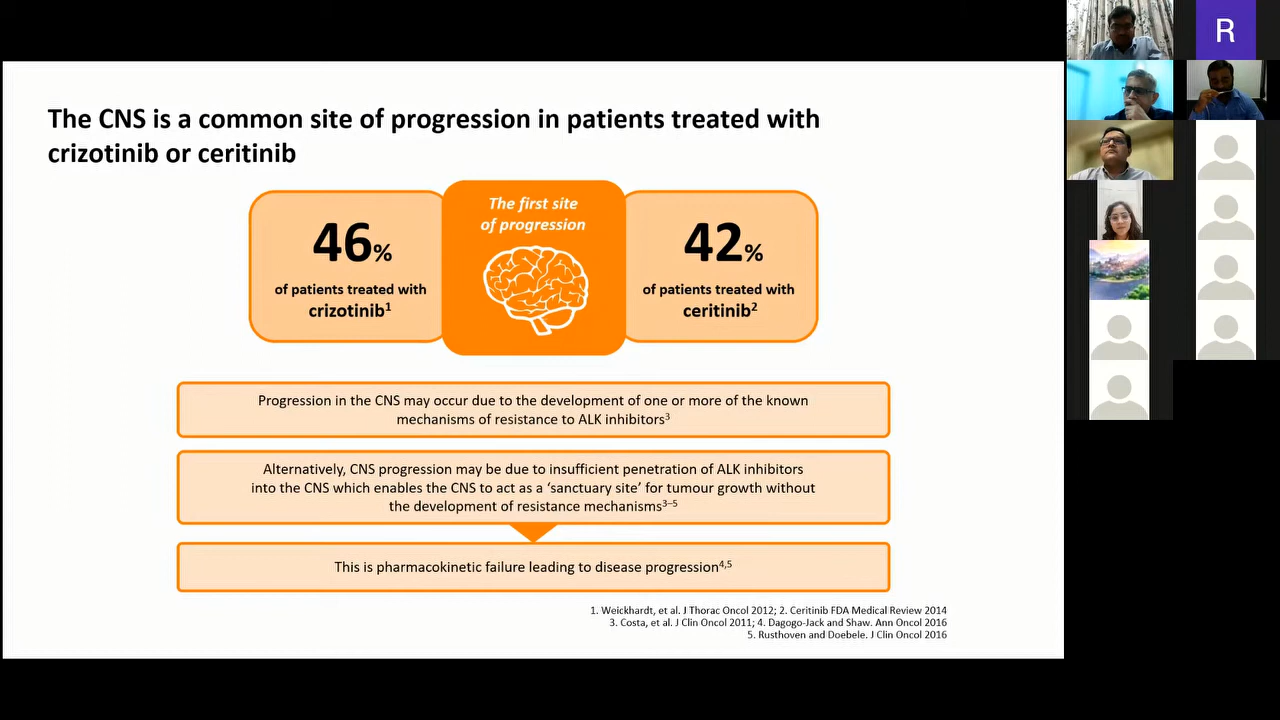 The CNS is a common site of progression in patients treated with
crizotinib or ceritinib
46%
of patients treated with
crizotinib1
The first site
of progression
42%
of patients treated with
ceritinib2
Progression in the CNS may occur due to the development of one or more of the known
mechanisms of resistance to ALK inhibitors3
Alternatively, CNS progression may be due to insufficient penetration of ALK inhibitors
into the CNS which enables the CNS to act as a ‘sanctuary site’ for tumour growth without
the development of resistance mechanisms3–5
This is pharmacokinetic failure leading to disease progression4,5
1. Weickhardt, et al. J Thorac Oncol 2012; 2. Ceritinib FDA Medical Review 2014
3. Costa, et al. J Clin Oncol 2011; 4. Dagogo-Jack and Shaw. Ann Oncol 2016
5. Rusthoven and Doebele. J Clin Oncol 2016
R